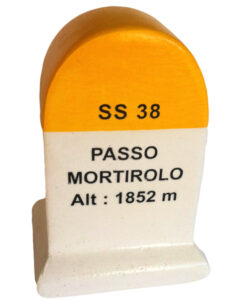 SS 38
PASSO
MORTIROLO
Alt : 1852 m